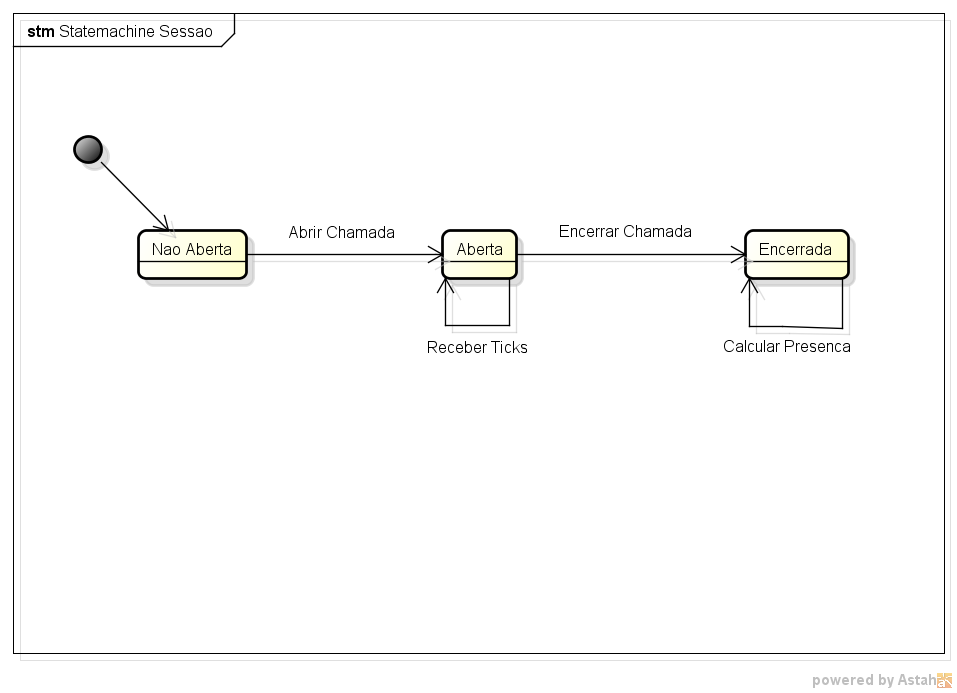 stm Statemachine Sessao
Abrir Chamada
Encerrar Chamada
Nao Aberta
Aberta
Encerrada
Receber Ticks
Calcular Presenca
powered by Astah